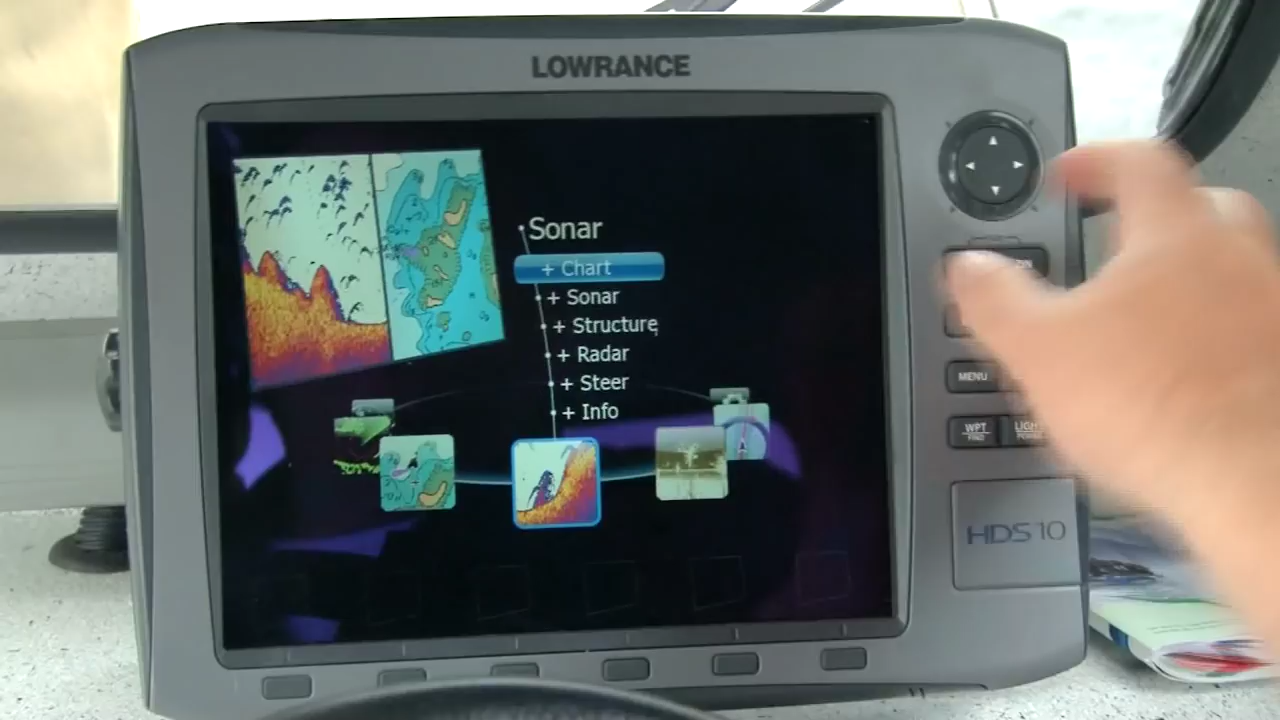 LOWRANCE
Sonar
+ Chart
+ Sonar
+ Structure
+ Radar
+ Steer
+ Info
MENU
WPT
FIND
HDS 10